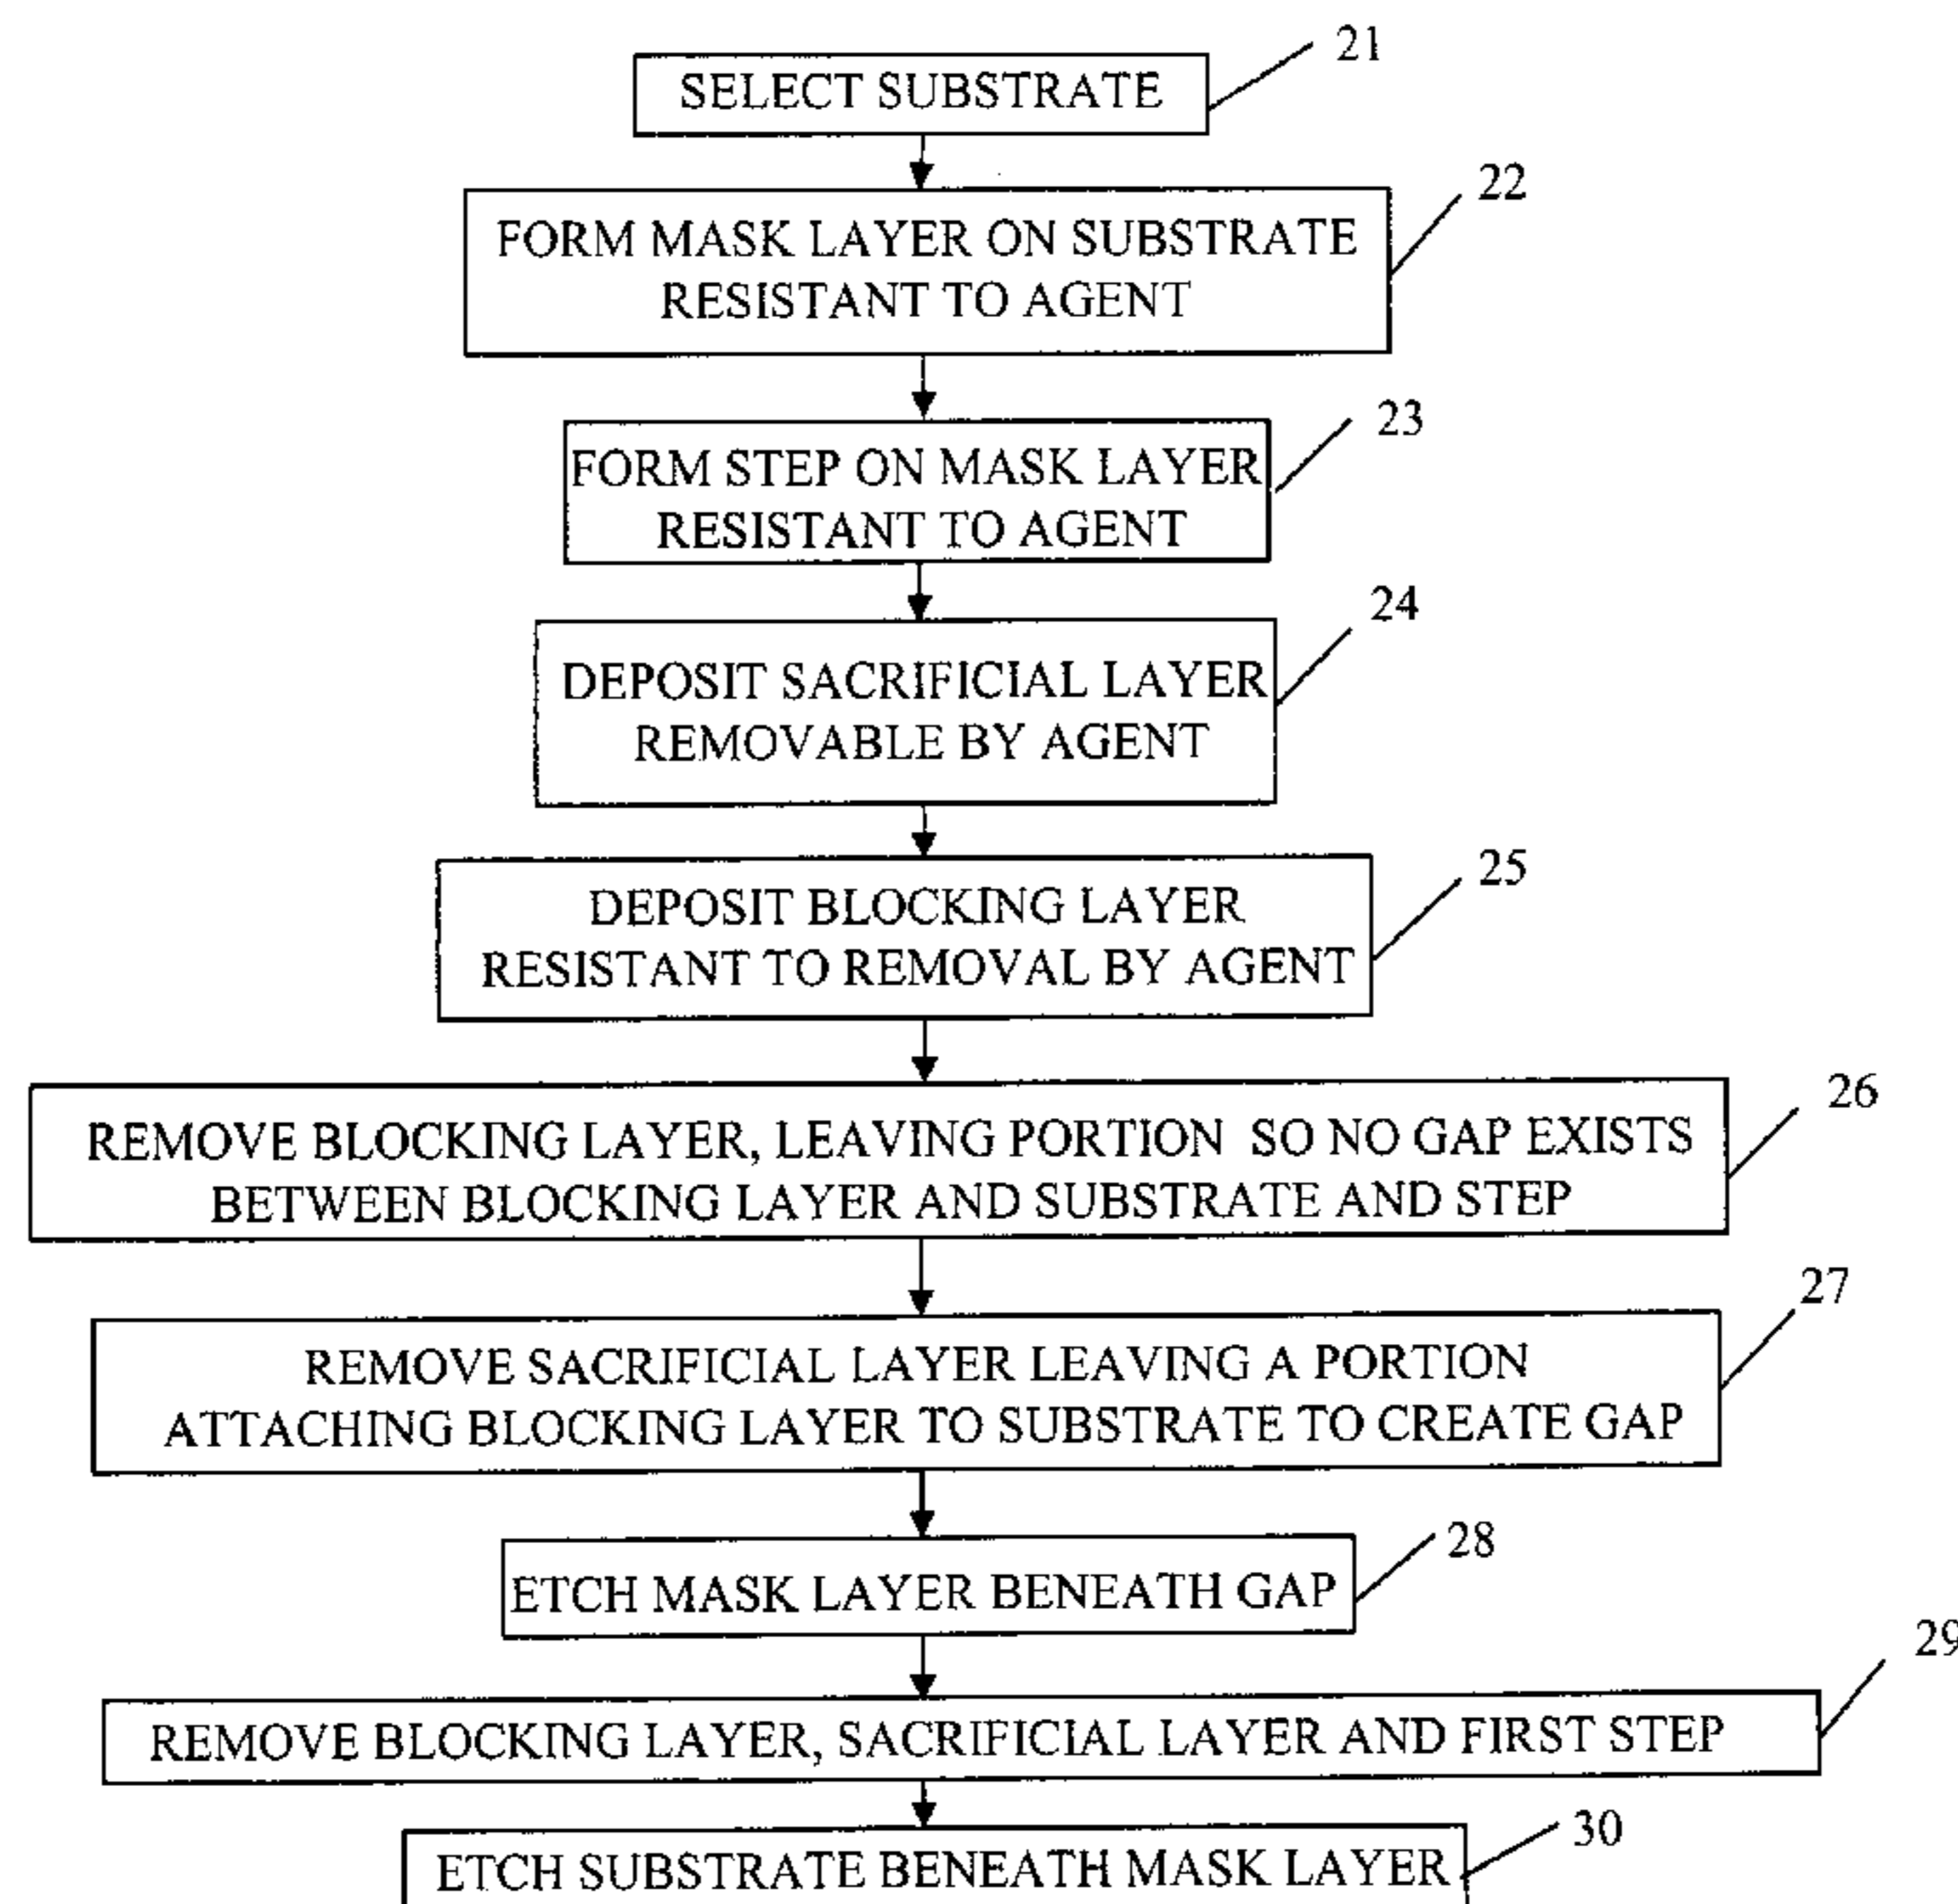 21
SELECT SUBSTRATE
22
FORM MASK LAYER ON SUBSTRATE
RESISTANT TO AGENT
23
FORM STEP ON MASK LAYER
RESISTANT TO AGENT
24
DEPOSIT SACRIFICIAL LAYER
REMOVABLE BY AGENT
25
DEPOSIT BLOCKING LAYER
RESISTANT TO REMOVAL BY AGENT
26
REMOVE BLOCKING LAYER, LEAVING PORTION SO NO GAP EXISTS
BETWEEN BLOCKING LAYER AND SUBSTRATE AND STEP
27
REMOVE SACRIFICIAL LAYER LEAVING A PORTION
ATTACHING BLOCKING LAYER TO SUBSTRATE TO CREATE GAP
28
ETCH MASK LAYER BENEATH GAP
29
REMOVE BLOCKING LAYER, SACRIFICIAL LAYER AND FIRST STEP
30
ETCH SUBSTRATE BENEATH MASK LAYER